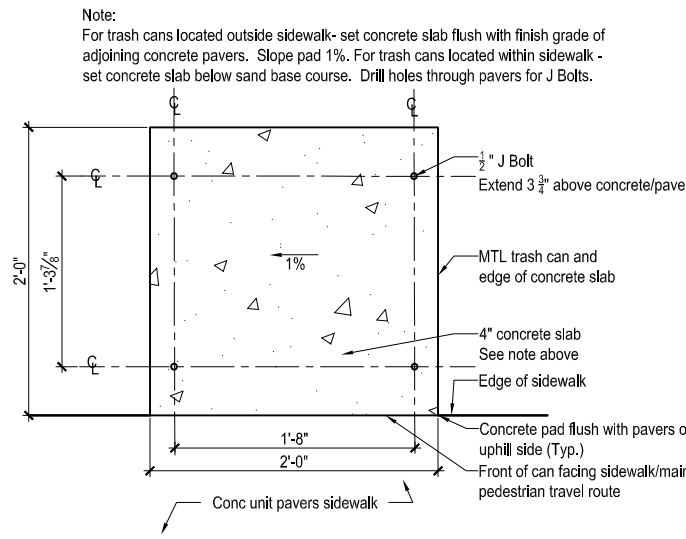 Note:
For trash cans located outside sidewalk- set concrete slab flush with finish grade of
adjoining concrete pavers. Slope pad 1%. For trash cans located within sidewalk -
set concrete slab below sand base course. Drill holes through pavers for J Bolts.
℄ ℄
½" J Bolt
Extend 3 ¾" above concrete/pave
℄
2'-0"
1'-3⅞"
1%
MTL trash can and
edge of concrete slab
4" concrete slab
See note above
℄
Edge of sidewalk
Concrete pad flush with pavers o
uphill side (Typ.)
1'-8"
2'-0"
Front of can facing sidewalk/main
pedestrian travel route
Conc unit pavers sidewalk